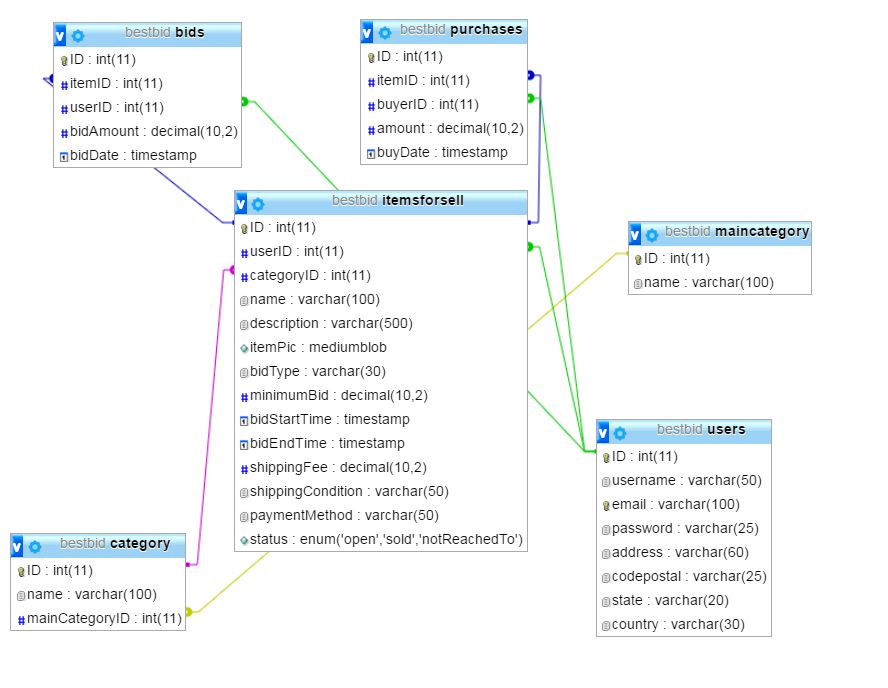 bestbid bids
ID : int(11)
itemID : int(11)
userID : int(11)
bidAmount : decimal(10,2)
bidDate : timestamp
bestbid purchases
ID : int(11)
itemID : int(11)
buyerID : int(11)
amount : decimal(10,2)
buyDate : timestamp
bestbid itemsforsell
ID : int(11)
userID : int(11)
categoryID : int(11)
name : varchar(100)
description : varchar(500)
itemPic : mediumblob
bidType : varchar(30)
minimumBid : decimal(10,2)
bidStartTime : timestamp
bidEndTime : timestamp
shippingFee : decimal(10,2)
shippingCondition : varchar(50)
paymentMethod : varchar(50)
status : enum('open','sold','notReachedTo')
bestbid maincategory
ID : int(11)
name : varchar(100)
bestbid users
ID : int(11)
username : varchar(50)
email : varchar(100)
password : varchar(25)
address : varchar(60)
codepostal : varchar(25)
state : varchar(20)
country : varchar(30)
bestbid category
ID : int(11)
name : varchar(100)
mainCategoryID : int(11)